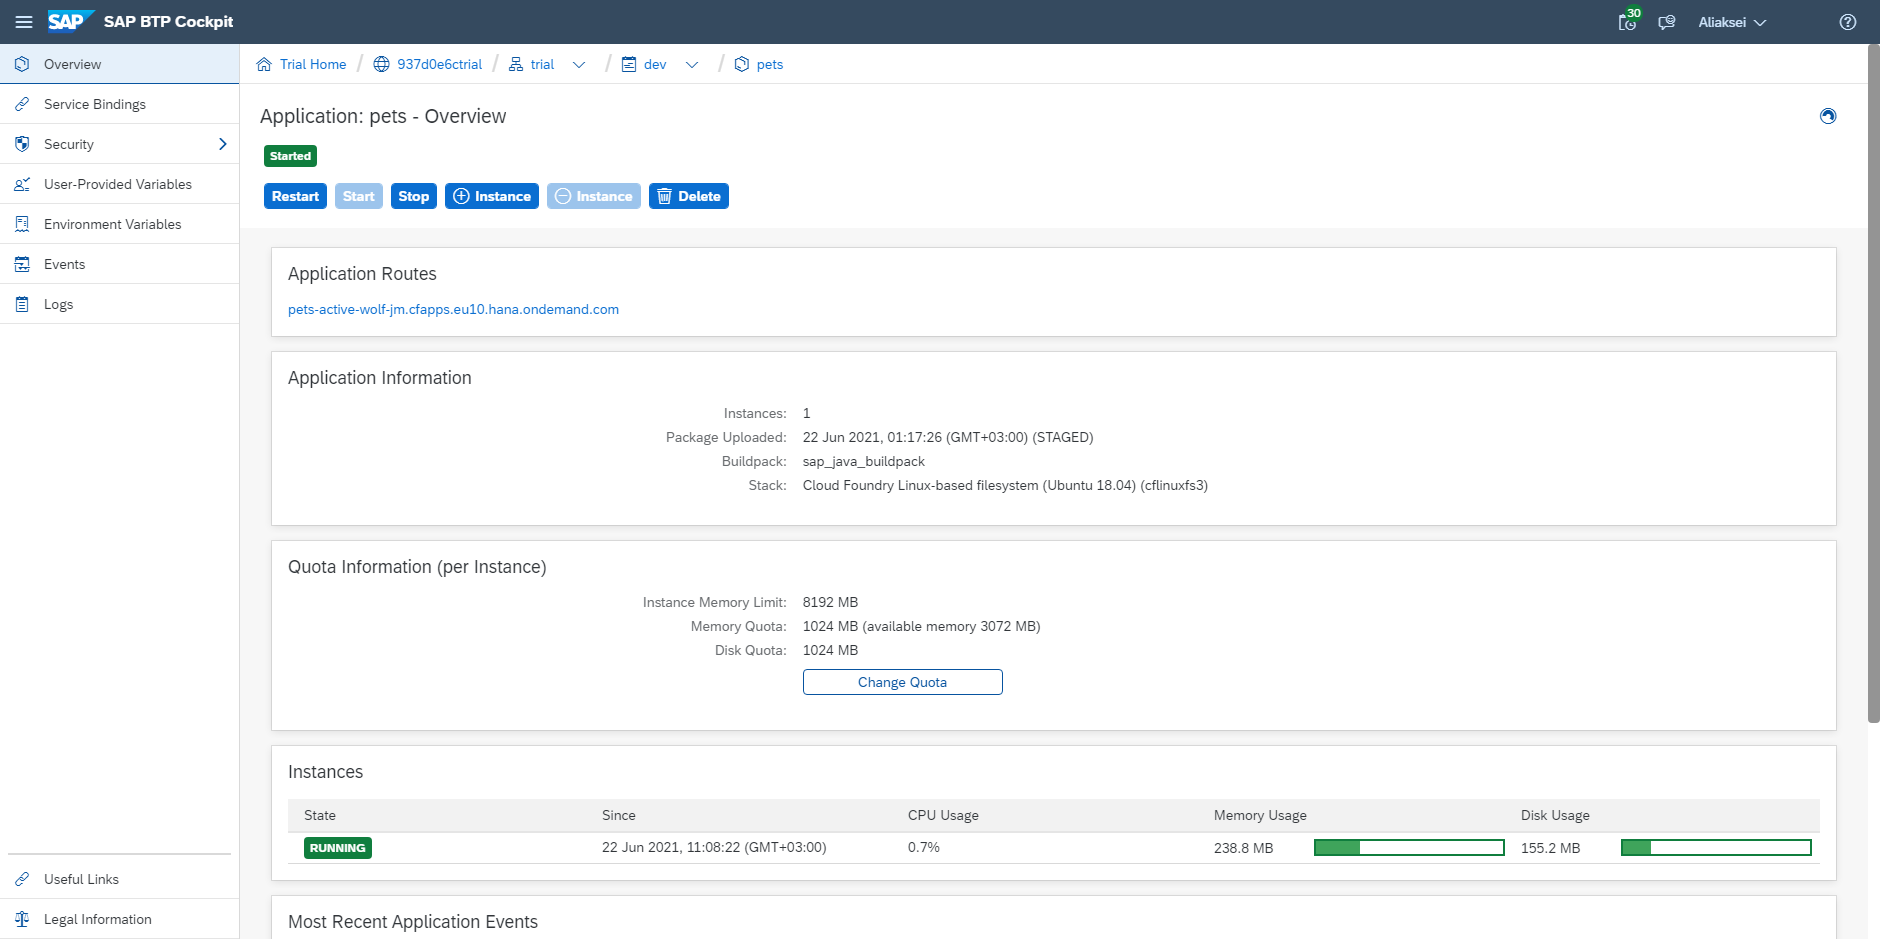 SAP SAP BTP Cockpit 30 Aliaksei
Overview
Service Bindings
Security
User-Provided Variables
Environment Variables
Events
Logs
Useful Links
Legal Information
Trial Home / 937d0e6ctrial / trial / dev / pets
Application: pets - Overview
Started
Restart Start Stop Instance Instance Delete
Application Routes
pets-active-wolf-jm.cfapps.eu10.hana.ondemand.com
Application Information
Instances: 1
Package Uploaded: 22 Jun 2021, 01:17:26 (GMT+03:00) (STAGED)
Buildpack: sap_java_buildpack
Stack: Cloud Foundry Linux-based filesystem (Ubuntu 18.04) (cflinuxfs3)
Quota Information (per Instance)
Instance Memory Limit: 8192 MB
Memory Quota: 1024 MB (available memory 3072 MB)
Disk Quota: 1024 MB
Change Quota
Instances
State Since CPU Usage Memory Usage Disk Usage
RUNNING 22 Jun 2021, 11:08:22 (GMT+03:00) 0.7% 238.8 MB 155.2 MB
Most Recent Application Events